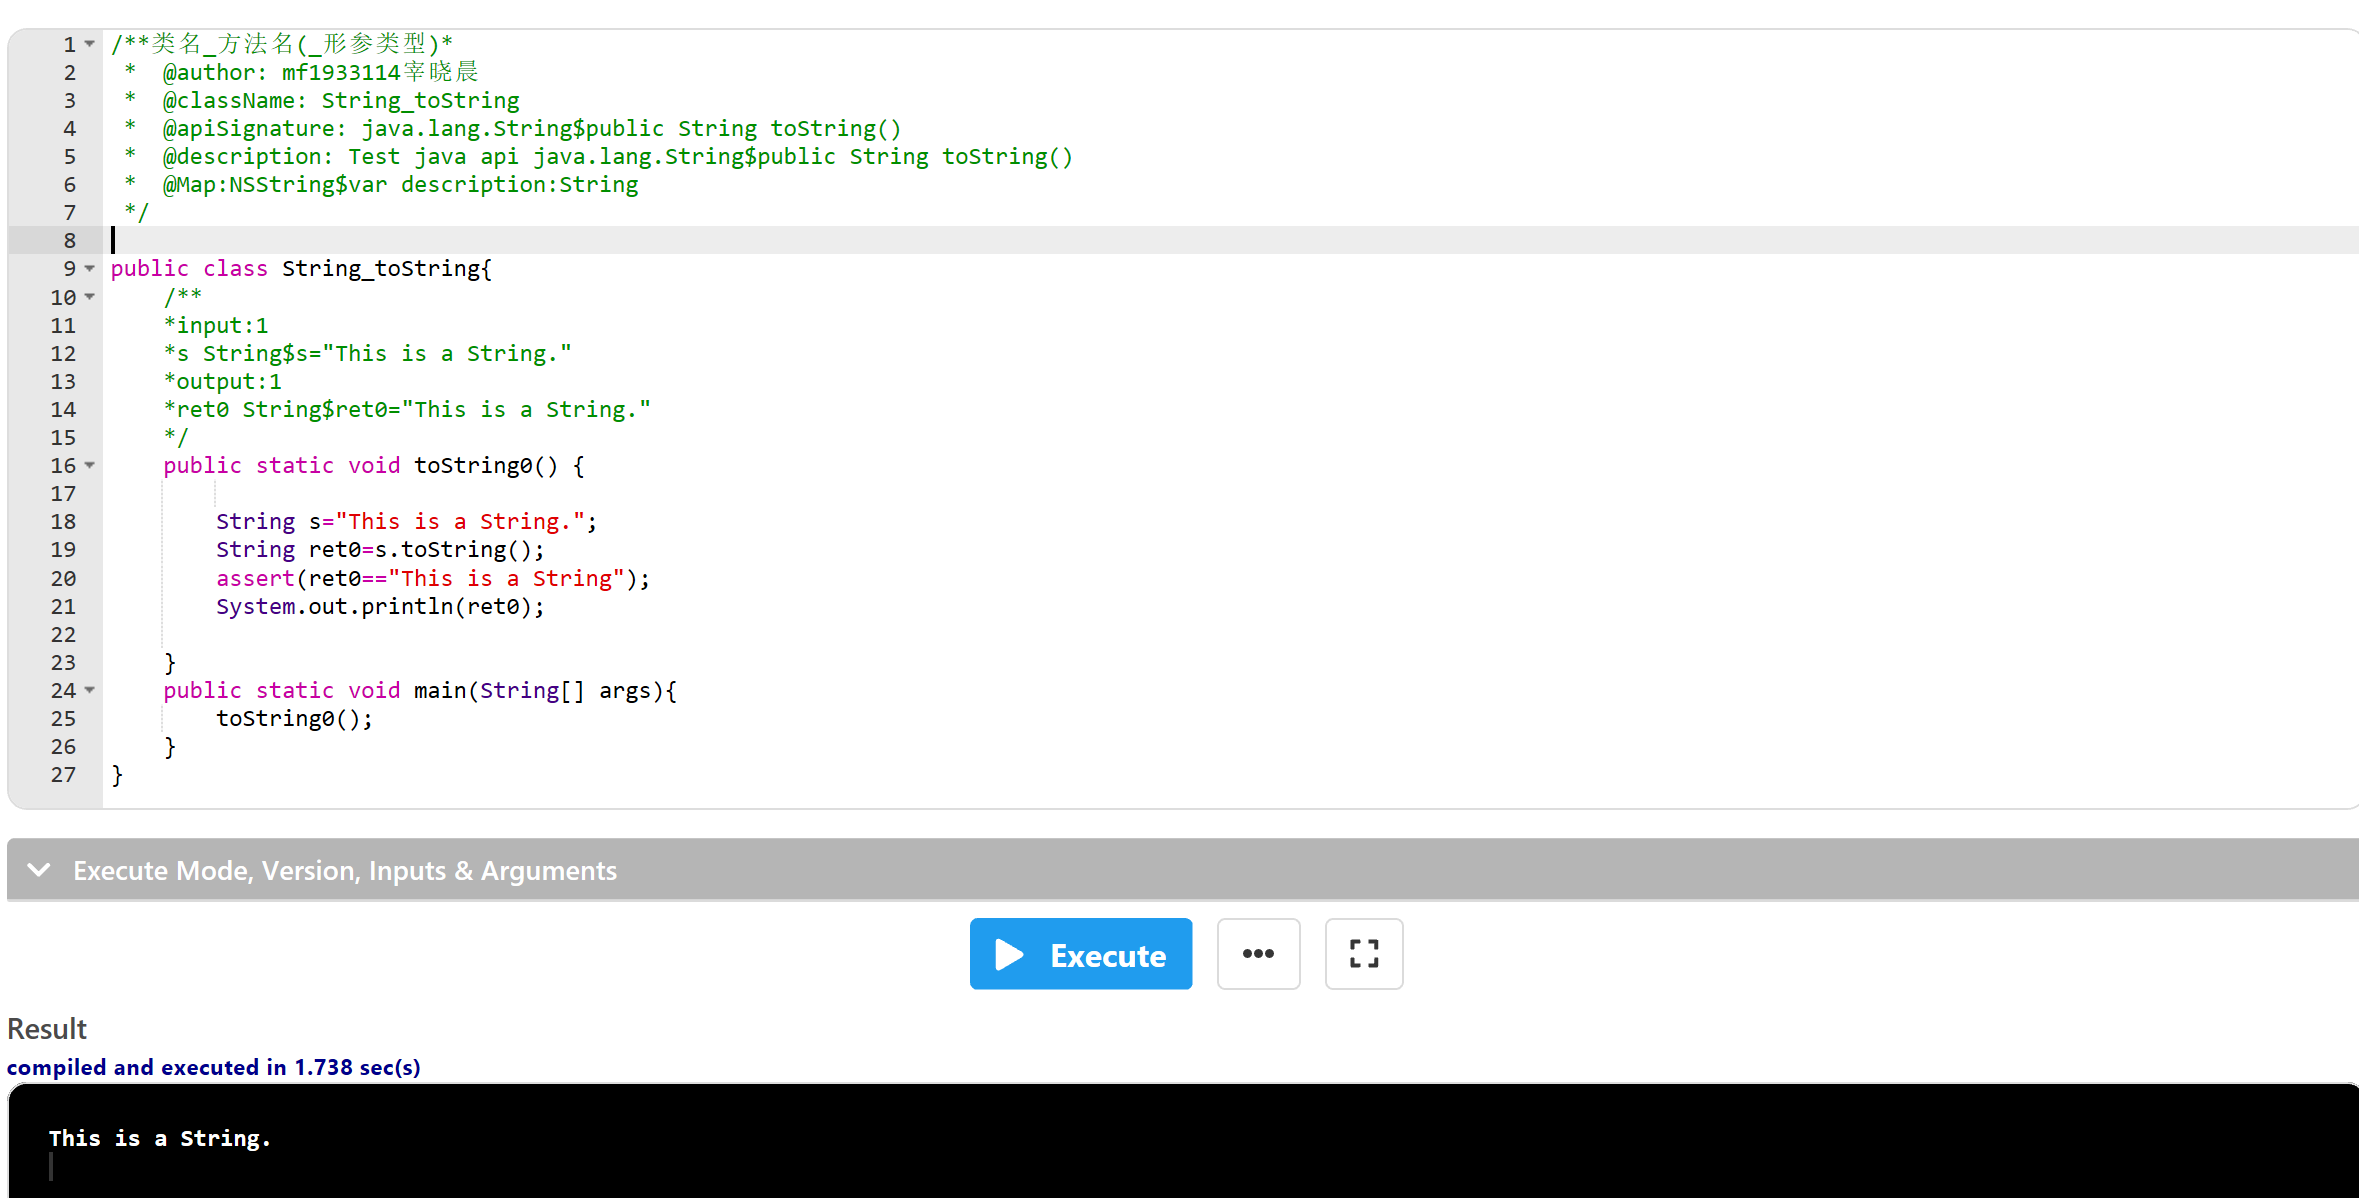 1 /**类名_方法名(_形参类型)*
2  *  @author: mf1933114宰晓晨
3  *  @className: String_toString
4  *  @apiSignature: java.lang.String$public String toString()
5  *  @description: Test java api java.lang.String$public String toString()
6  *  @Map:NSString$var description:String
7  */
8
9 public class String_toString{
10     /**
11     *input:1
12     *s String$s="This is a String."
13     *output:1
14     *ret0 String$ret0="This is a String."
15     */
16     public static void toString0() {
17
18         String s="This is a String.";
19         String ret0=s.toString();
20         assert(ret0=="This is a String");
21         System.out.println(ret0);
22
23     }
24     public static void main(String[] args){
25         toString0();
26     }
27 }
Execute Mode, Version, Inputs & Arguments
Execute
Result
compiled and executed in 1.738 sec(s)
This is a String.